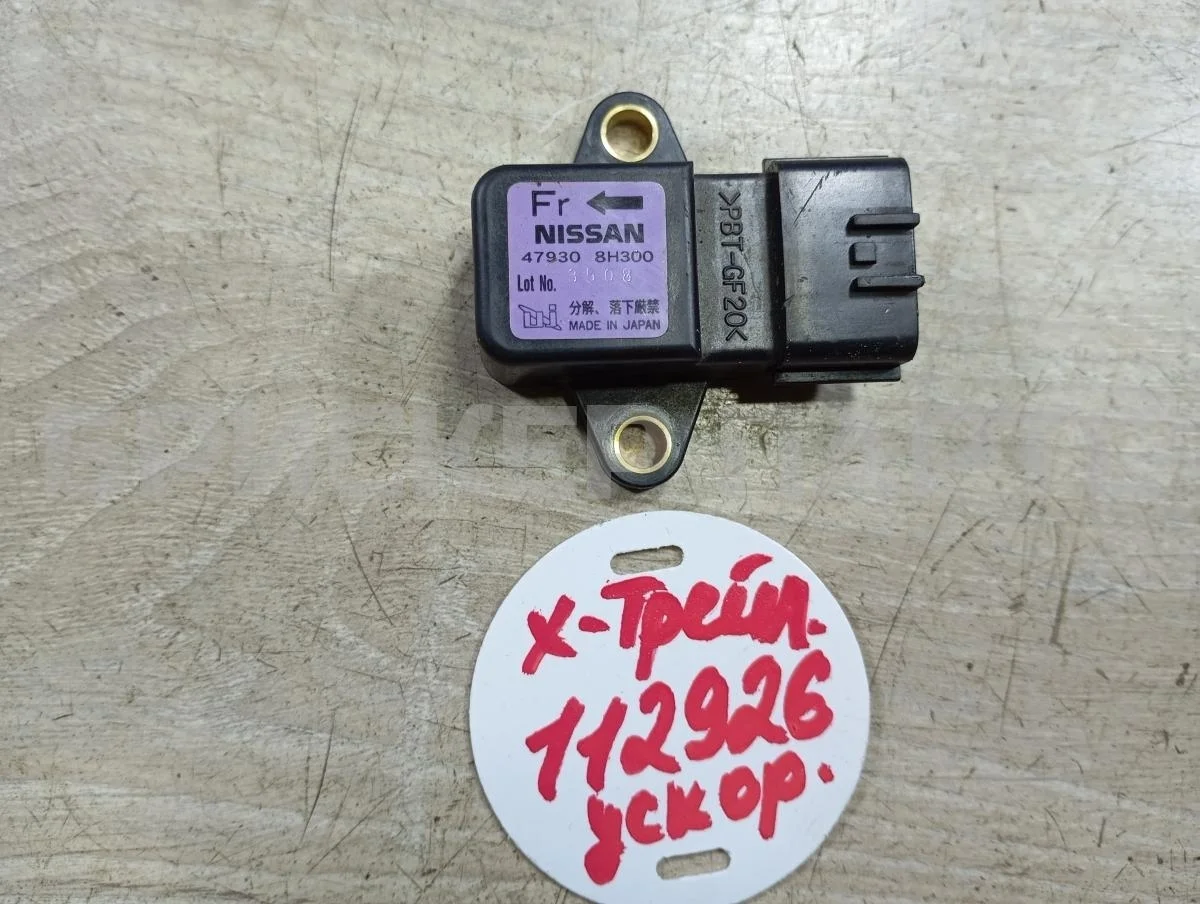 Fr ←
NISSAN
47930 8H300
Lot No. 3508
分解、落下厳禁
MADE IN JAPAN
>PBT-GF20<
х-Трейл.
112926
ускор.